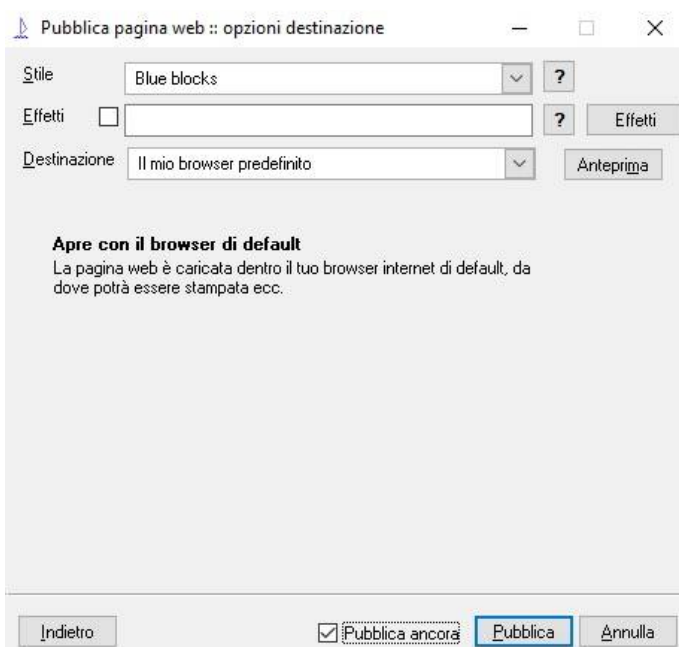 Pubblica pagina web :: opzioni destinazione
Stile Blue blocks ?
Effetti ? Effetti
Destinazione Il mio browser predefinito Anteprima
Apre con il browser di default
La pagina web è caricata dentro il tuo browser internet di default, da
dove potrà essere stampata ecc.
Indietro Pubblica ancora Pubblica Annulla